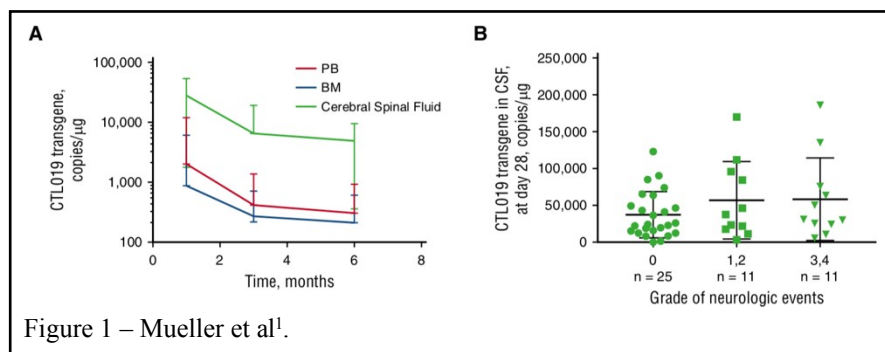 A
CTL019 transgene,
copies/µg
100,000
10,000
1,000
100
0
2
4
6
8
Time, months
PB
BM
Cerebral Spinal Fluid
B
CTL019 transgene in CSF,
at day 28, copies/µg
250,000
200,000
150,000
100,000
50,000
0
0 1,2 3,4
n = 25 n = 11 n = 11
Grade of neurologic events
Figure 1 – Mueller et al¹.